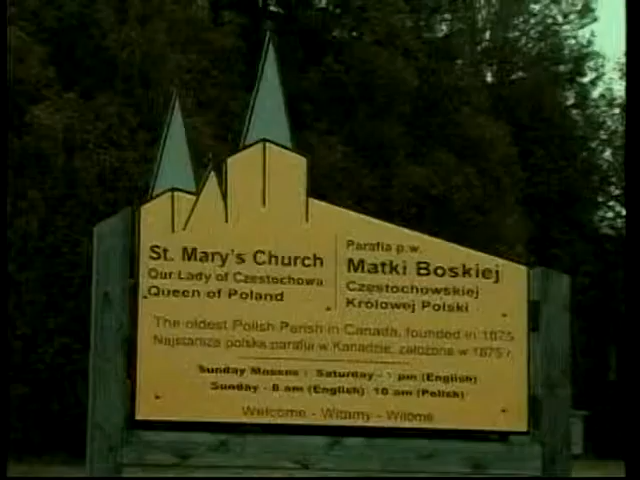 St. Mary's Church
Our Lady of Czestochowa
Queen of Poland
Parafia p.w.
Matki Boskiej
Częstochowskiej
Królowej Polski
The oldest Polish Parish in Canada, founded in 1875
Najstarsza polska parafia w Kanadzie, założona w 1875 r.
Sunday Masses : Saturday - pm (English)
Sunday - 8 am (English) 10 am (Polish)
Welcome - Witamy -